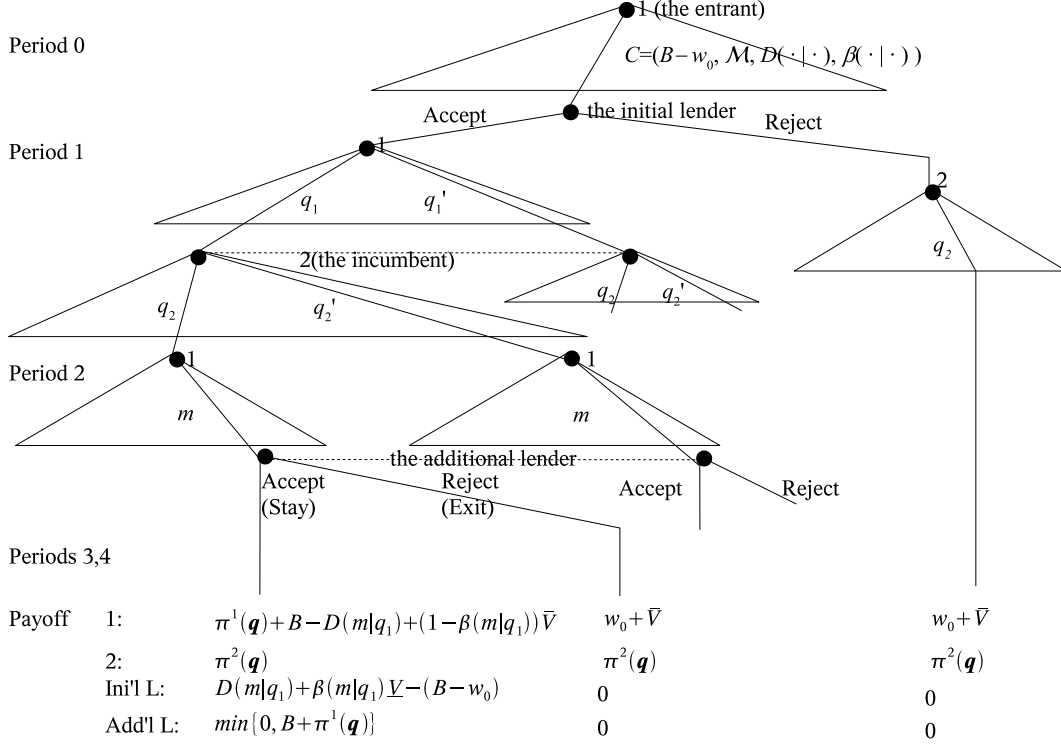 1 (the entrant)
Period 0
C=(B−w₀, ℳ, D(·|·), β(·|·))
the initial lender
Accept
Reject
Period 1
1
2
q₁
q₁'
q₂
2(the incumbent)
q₂
q₂'
q₂
q₂'
Period 2
1
1
m
m
the additional lender
Accept
(Stay)
Reject
(Exit)
Accept
Reject
Periods 3,4
Payoff 1: π¹(q)+B−D(m|q₁)+(1−β(m|q₁))V̄ w₀+V̄ w₀+V̄
2: π²(q) π²(q) π²(q)
Ini'l L: D(m|q₁)+β(m|q₁)V̲−(B−w₀) 0 0
Add'l L: min{0,B+π¹(q)} 0 0